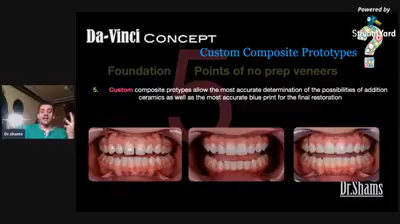 Powered by
StreamYard
Da-Vinci CONCEPT
Custom Composite Prototypes
Foundation Points of no prep veneers
5. Custom composite protypes allow the most accurate determination of the possibilities of addition
ceramics as well as the most accurate blue print for the final restoration
5
Dr.shams
Dr.Shams